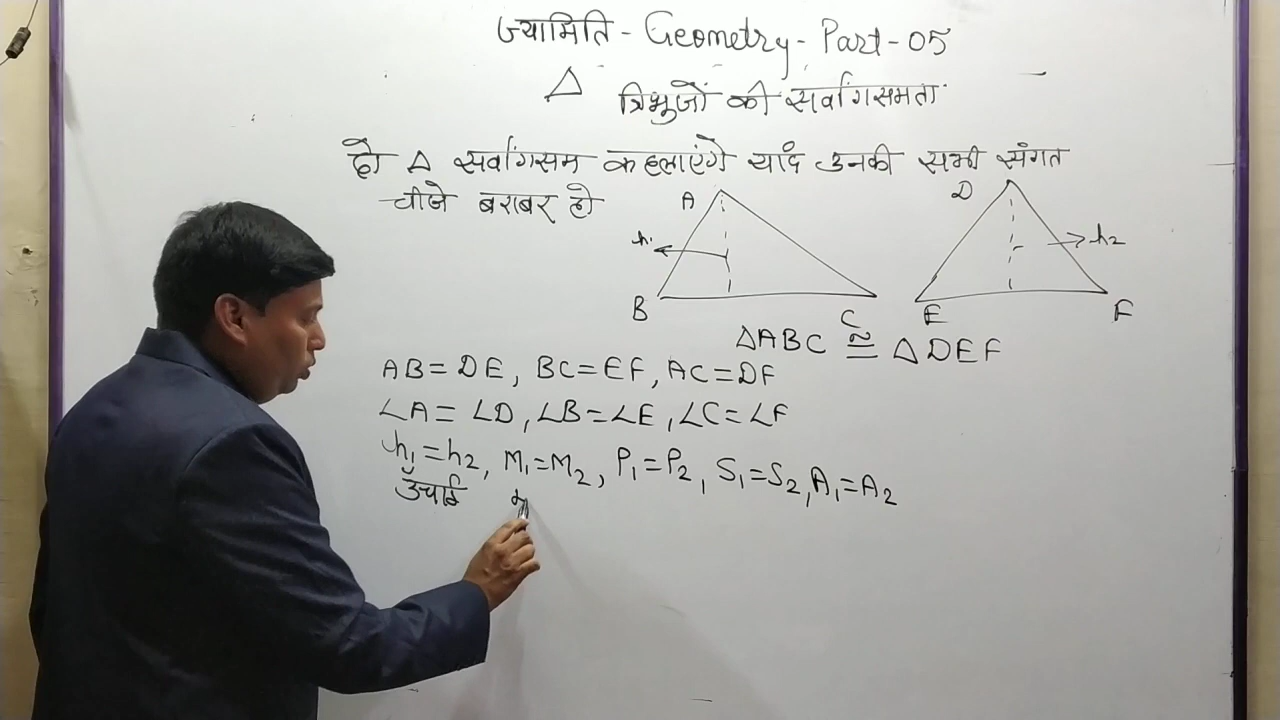 ज्यामिति - Geometry - Part - 05
△ त्रिभुजों की सर्वांगसमता
दो △ सर्वांगसम कहलाएंगे यदि उनकी सभी संगत
चीजे बराबर हो
A
D
h₁
h₂
B
C
E
F
△ABC ≅ △DEF
AB = DE, BC = EF, AC = DF
∠A = ∠D, ∠B = ∠E, ∠C = ∠F
h₁ = h₂, M₁ = M₂, P₁ = P₂, S₁ = S₂, A₁ = A₂
ऊँचाई